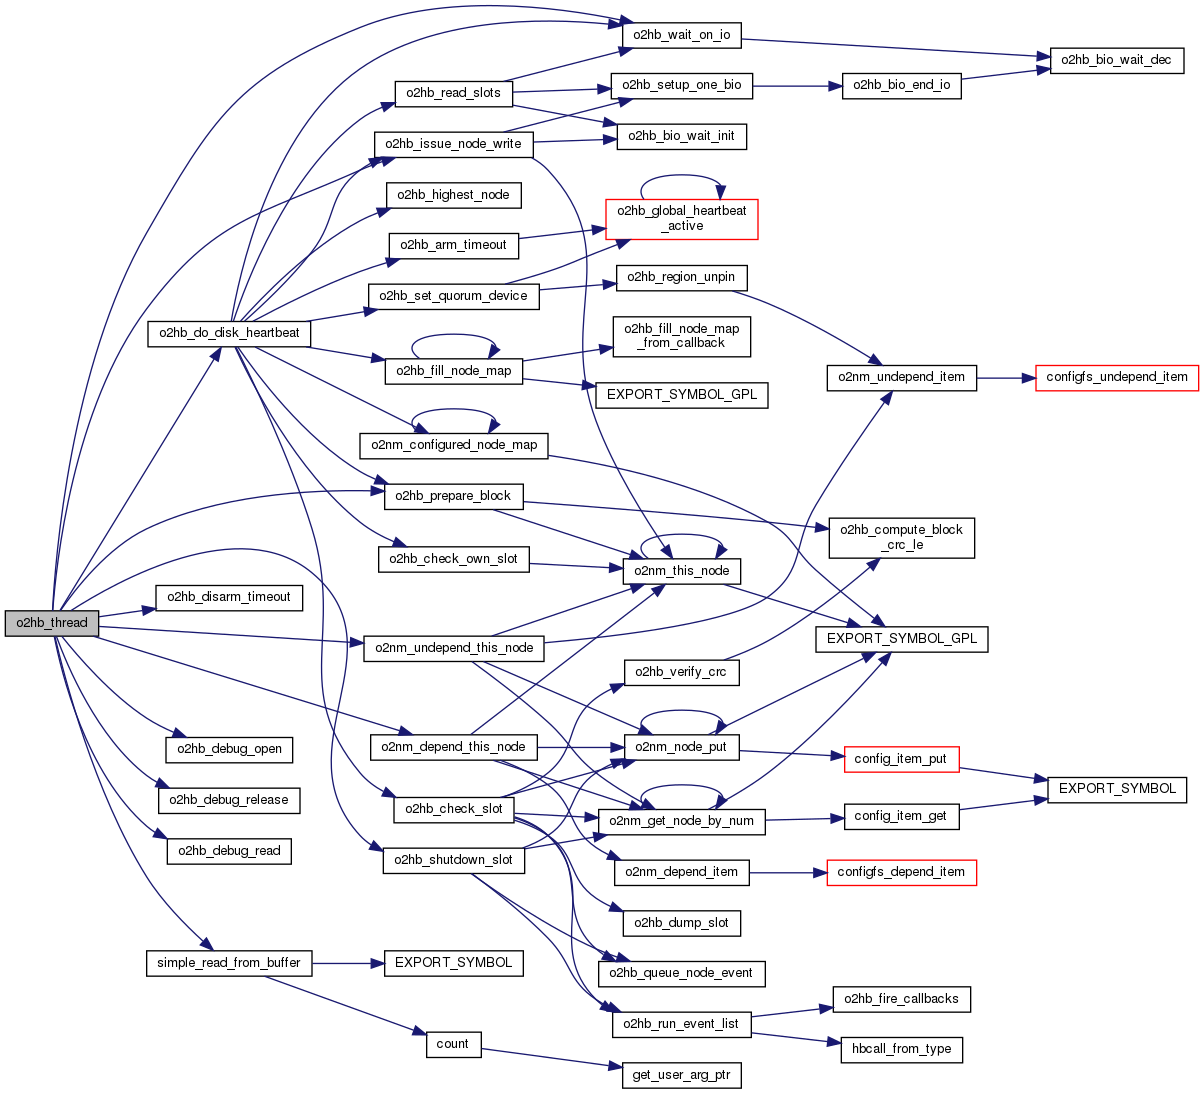 o2hb_wait_on_io
o2hb_bio_wait_dec
o2hb_read_slots
o2hb_setup_one_bio
o2hb_bio_end_io
o2hb_issue_node_write
o2hb_bio_wait_init
o2hb_highest_node
o2hb_global_heartbeat
_active
o2hb_arm_timeout
o2hb_region_unpin
o2hb_set_quorum_device
o2hb_do_disk_heartbeat
o2hb_fill_node_map
_from_callback
o2hb_fill_node_map
o2nm_undepend_item
configfs_undepend_item
EXPORT_SYMBOL_GPL
o2nm_configured_node_map
o2hb_prepare_block
o2hb_compute_block
_crc_le
o2hb_check_own_slot
o2nm_this_node
o2hb_disarm_timeout
o2hb_thread
o2nm_undepend_this_node
EXPORT_SYMBOL_GPL
o2hb_verify_crc
o2hb_debug_open
o2nm_depend_this_node
o2nm_node_put
config_item_put
EXPORT_SYMBOL
o2hb_debug_release
o2hb_check_slot
o2nm_get_node_by_num
config_item_get
o2hb_debug_read
o2hb_shutdown_slot
o2nm_depend_item
configfs_depend_item
o2hb_dump_slot
simple_read_from_buffer
EXPORT_SYMBOL
o2hb_queue_node_event
o2hb_fire_callbacks
o2hb_run_event_list
count
hbcall_from_type
get_user_arg_ptr